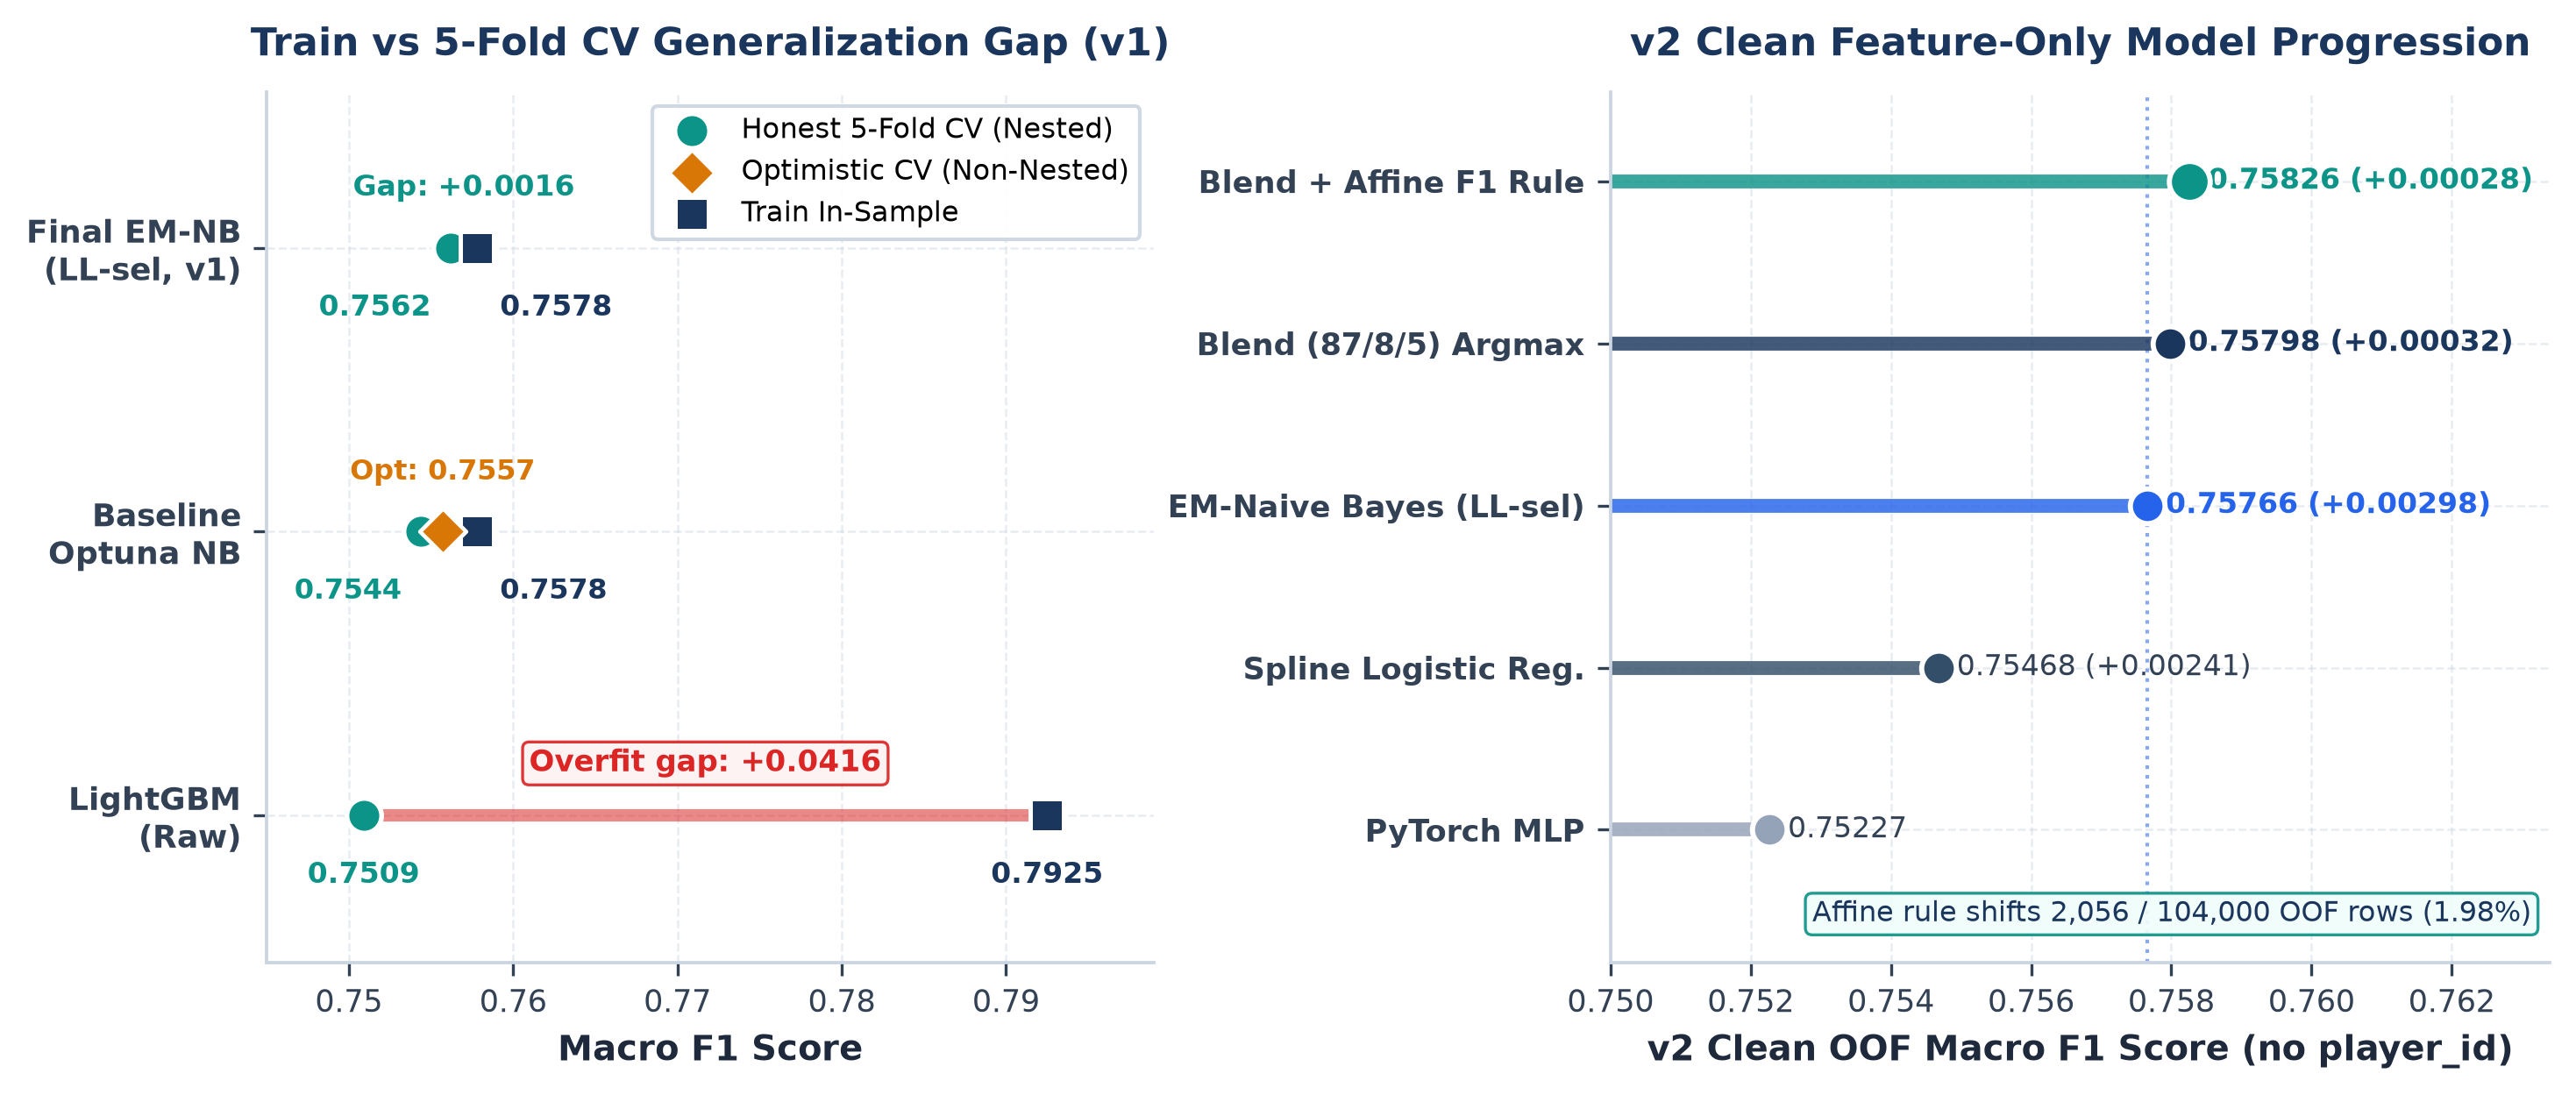 Train vs 5-Fold CV Generalization Gap (v1)
Honest 5-Fold CV (Nested)
Optimistic CV (Non-Nested)
Train In-Sample
Gap: +0.0016
Final EM-NB
(LL-sel, v1)
0.7562
0.7578
Opt: 0.7557
Baseline
Optuna NB
0.7544
0.7578
Overfit gap: +0.0416
LightGBM
(Raw)
0.7509
0.7925
0.75
0.76
0.77
0.78
0.79
Macro F1 Score
v2 Clean Feature-Only Model Progression
Blend + Affine F1 Rule
0.75826 (+0.00028)
Blend (87/8/5) Argmax
0.75798 (+0.00032)
EM-Naive Bayes (LL-sel)
0.75766 (+0.00298)
Spline Logistic Reg.
0.75468 (+0.00241)
PyTorch MLP
0.75227
Affine rule shifts 2,056 / 104,000 OOF rows (1.98%)
0.750
0.752
0.754
0.756
0.758
0.760
0.762
v2 Clean OOF Macro F1 Score (no player_id)